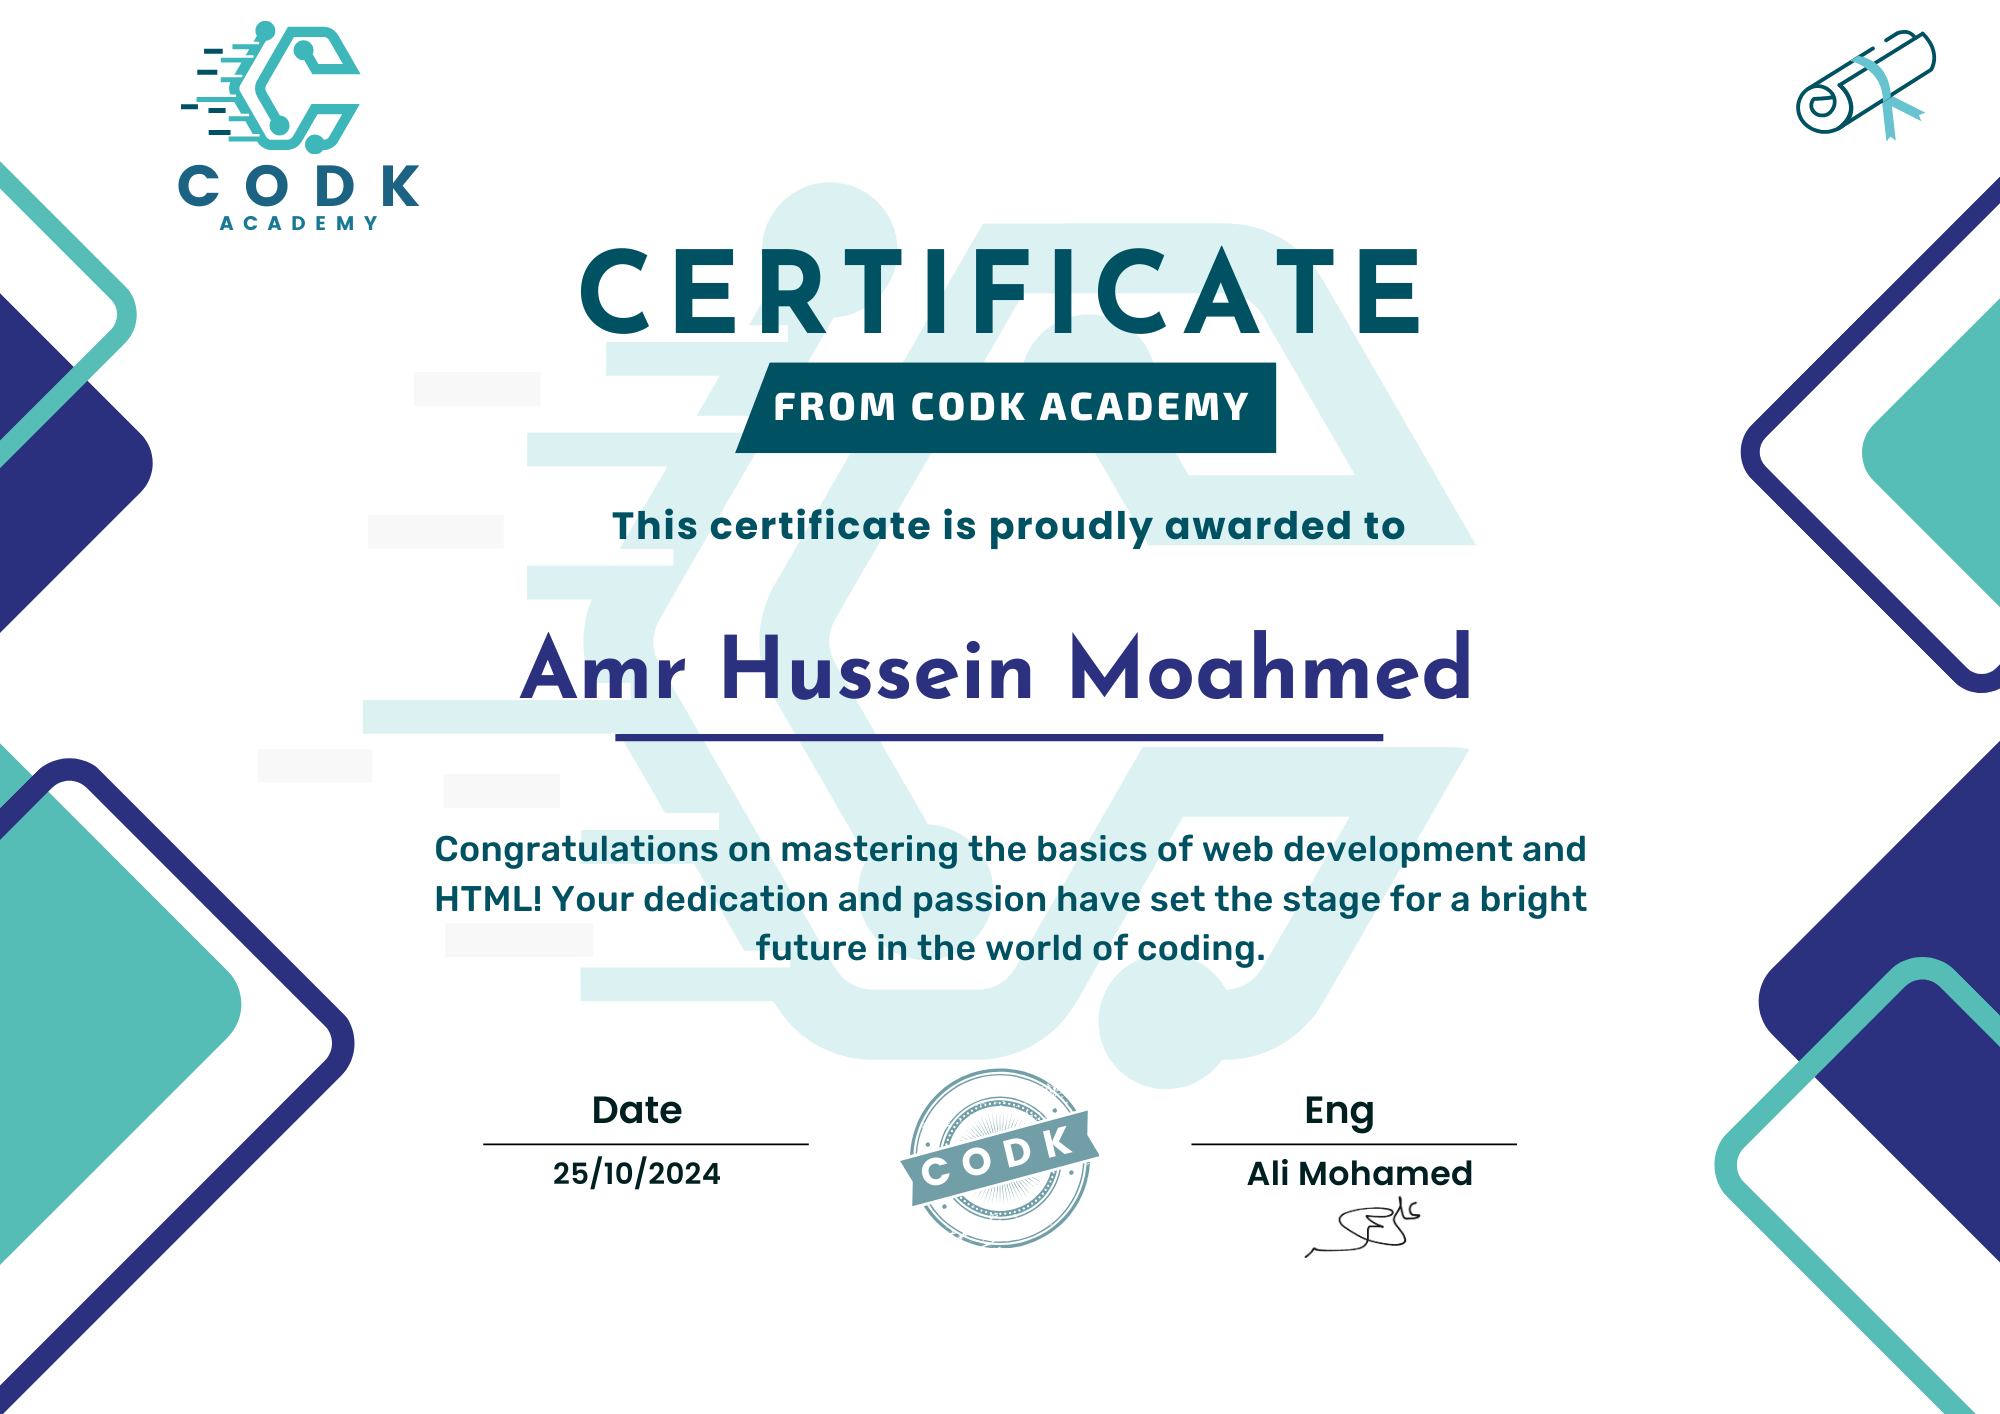 CODK
ACADEMY
CERTIFICATE
FROM CODK ACADEMY
This certificate is proudly awarded to
Amr Hussein Moahmed
Congratulations on mastering the basics of web development and
HTML! Your dedication and passion have set the stage for a bright
future in the world of coding.
Date
25/10/2024
CODK
Eng
Ali Mohamed